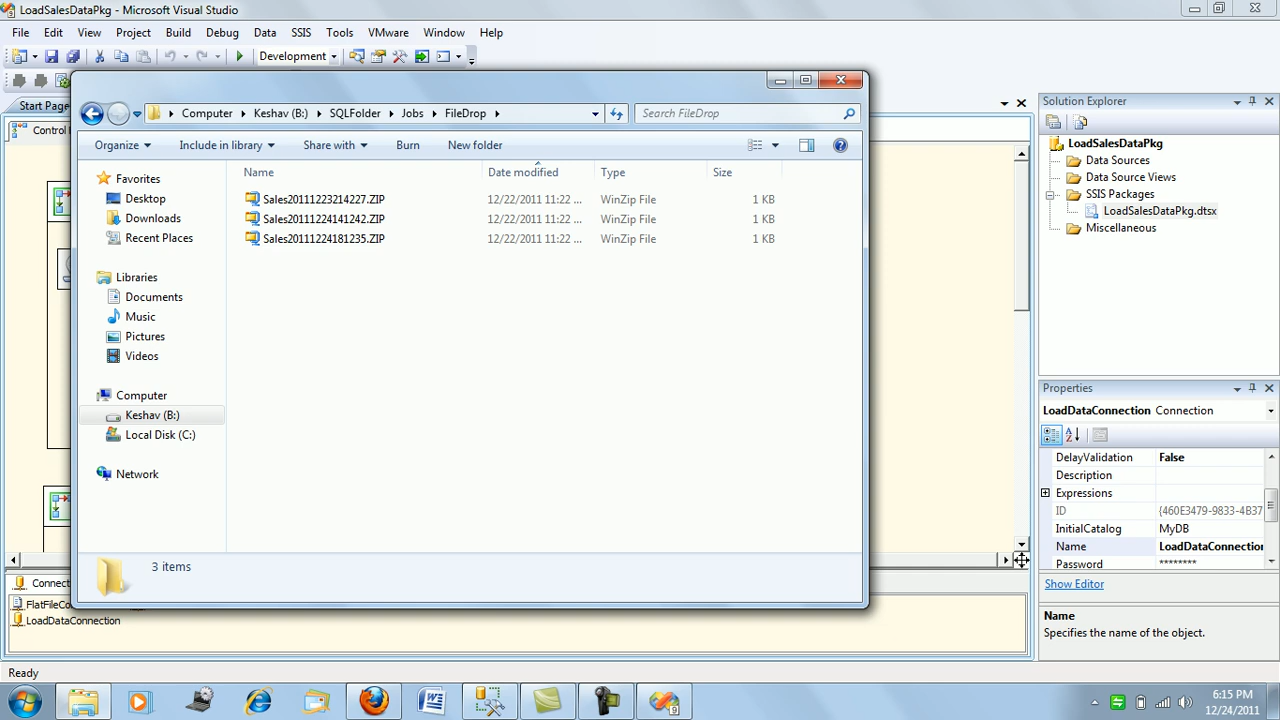 LoadSalesDataPkg - Microsoft Visual Studio
File Edit View Project Build Debug Data SSIS Tools VMware Window Help
Development
Start Page
Control
Computer Keshav (B:) SQLFolder Jobs FileDrop
Search FileDrop
Organize Include in library Share with Burn New folder
Name Date modified Type Size
Sales20111223214227.ZIP 12/22/2011 11:22 ... WinZip File 1 KB
Sales20111224141242.ZIP 12/22/2011 11:22 ... WinZip File 1 KB
Sales20111224181235.ZIP 12/22/2011 11:22 ... WinZip File 1 KB
Favorites
Desktop
Downloads
Recent Places
Libraries
Documents
Music
Pictures
Videos
Computer
Keshav (B:)
Local Disk (C:)
Network
3 items
Connect
FlatFileCo
LoadDataConnection
Solution Explorer
LoadSalesDataPkg
Data Sources
Data Source Views
SSIS Packages
LoadSalesDataPkg.dtsx
Miscellaneous
Properties
LoadDataConnection Connection
DelayValidation False
Description
Expressions
ID {460E3479-9833-4B37
InitialCatalog MyDB
Name LoadDataConnection
Password ********
Show Editor
Name
Specifies the name of the object.
Ready
6:15 PM
12/24/2011